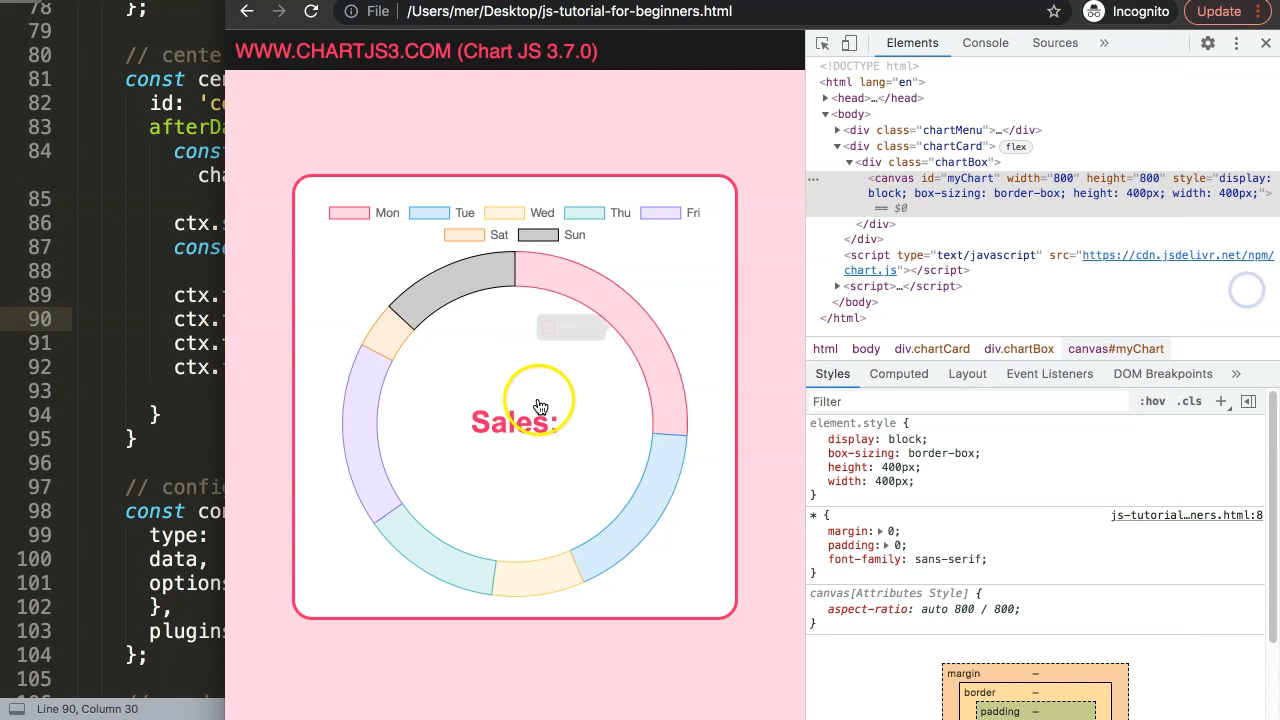 78 };
79
80 // cente
81 const cen
82 id: 'co
83 afterDa
84 cons
cha
85
86 ctx.s
87 cons
88
89 ctx.
90 ctx.
91 ctx.
92 ctx.
93
94 }
95 }
96
97 // config
98 const con
99 type:
100 data,
101 options
102 },
103 plugins
104 };
105
Line 90, Column 30
File /Users/mer/Desktop/js-tutorial-for-beginners.html
Incognito
Update
WWW.CHARTJS3.COM (Chart JS 3.7.0)
Mon Tue Wed Thu Fri
Sat Sun
Sales:
Elements Console Sources »
<!DOCTYPE html>
<html lang="en">
<head>…</head>
<body>
<div class="chartMenu">…</div>
<div class="chartCard"> flex
<div class="chartBox">
… <canvas id="myChart" width="800" height="800" style="display:
block; box-sizing: border-box; height: 400px; width: 400px;">
== $0
</div>
</div>
<script type="text/javascript" src="https://cdn.jsdelivr.net/npm/
chart.js"></script>
<script>…</script>
</body>
</html>
html body div.chartCard div.chartBox canvas#myChart
Styles Computed Layout Event Listeners DOM Breakpoints »
Filter :hov .cls +
element.style {
display: block;
box-sizing: border-box;
height: 400px;
width: 400px;
}
* { js-tutorial…ners.html:8
margin: 0;
padding: 0;
font-family: sans-serif;
}
canvas[Attributes Style] {
aspect-ratio: auto 800 / 800;
}
margin –
border –
padding –